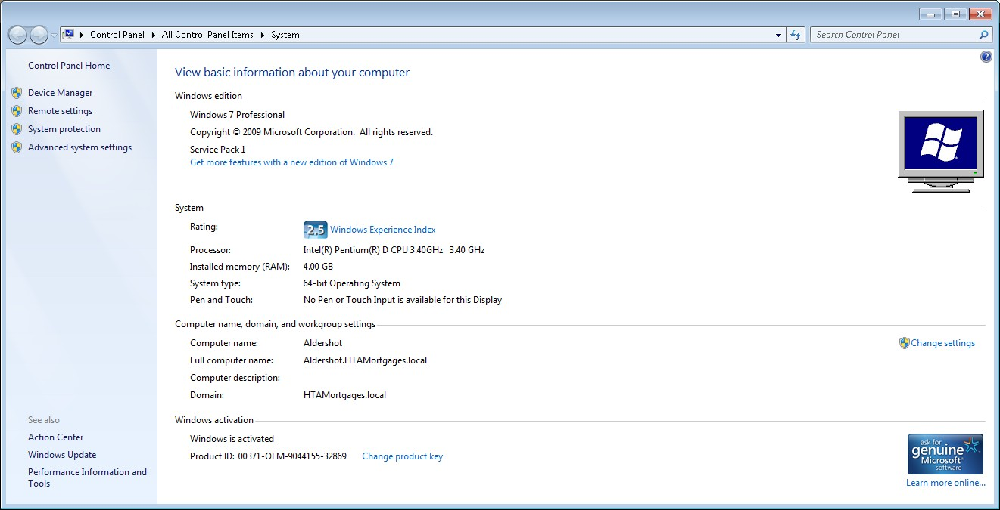 Control Panel ▸ All Control Panel Items ▸ System
Search Control Panel
Control Panel Home
Device Manager
Remote settings
System protection
Advanced system settings
See also
Action Center
Windows Update
Performance Information and
Tools
View basic information about your computer
Windows edition
Windows 7 Professional
Copyright © 2009 Microsoft Corporation. All rights reserved.
Service Pack 1
Get more features with a new edition of Windows 7
System
Rating: 2.5 Windows Experience Index
Processor: Intel(R) Pentium(R) D CPU 3.40GHz 3.40 GHz
Installed memory (RAM): 4.00 GB
System type: 64-bit Operating System
Pen and Touch: No Pen or Touch Input is available for this Display
Computer name, domain, and workgroup settings
Computer name: Aldershot
Change settings
Full computer name: Aldershot.HTAMortgages.local
Computer description:
Domain: HTAMortgages.local
Windows activation
Windows is activated
Product ID: 00371-OEM-9044155-32869 Change product key
ask for
genuine
Microsoft
software
Learn more online...